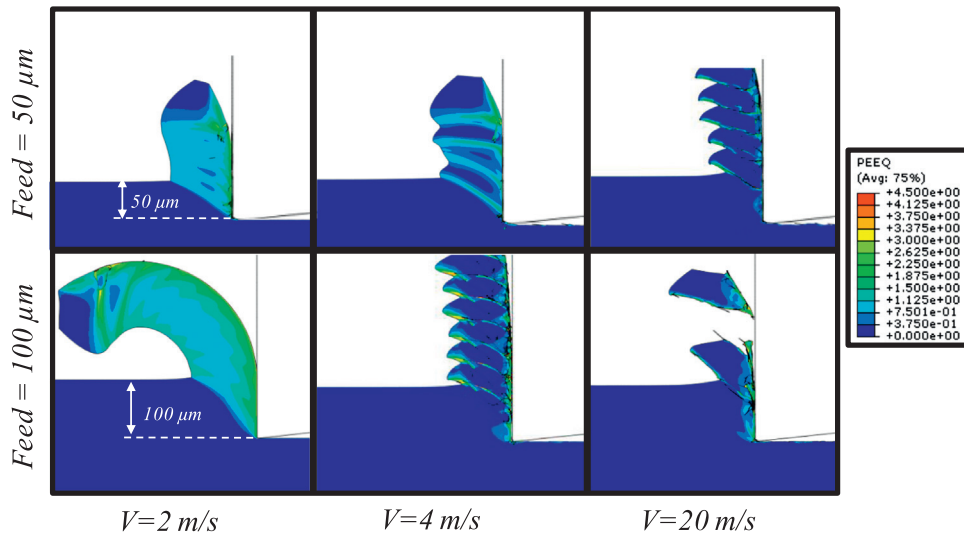 Feed = 50 µm
50 µm
PEEQ
(Avg: 75%)
+4.500e+00
+4.125e+00
+3.750e+00
+3.375e+00
+3.000e+00
+2.625e+00
+2.250e+00
+1.875e+00
+1.500e+00
+1.125e+00
+7.501e-01
+3.750e-01
+0.000e+00
Feed = 100 µm
100 µm
V=2 m/s
V=4 m/s
V=20 m/s